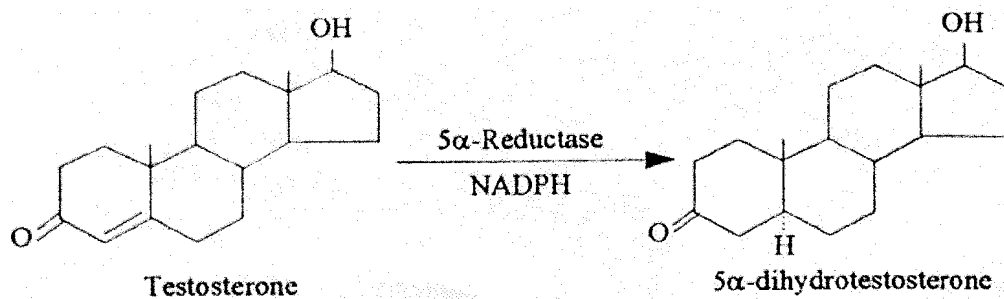 OH
OH
5α-Reductase
NADPH
O
O
H
Testosterone
5α-dihydrotestosterone